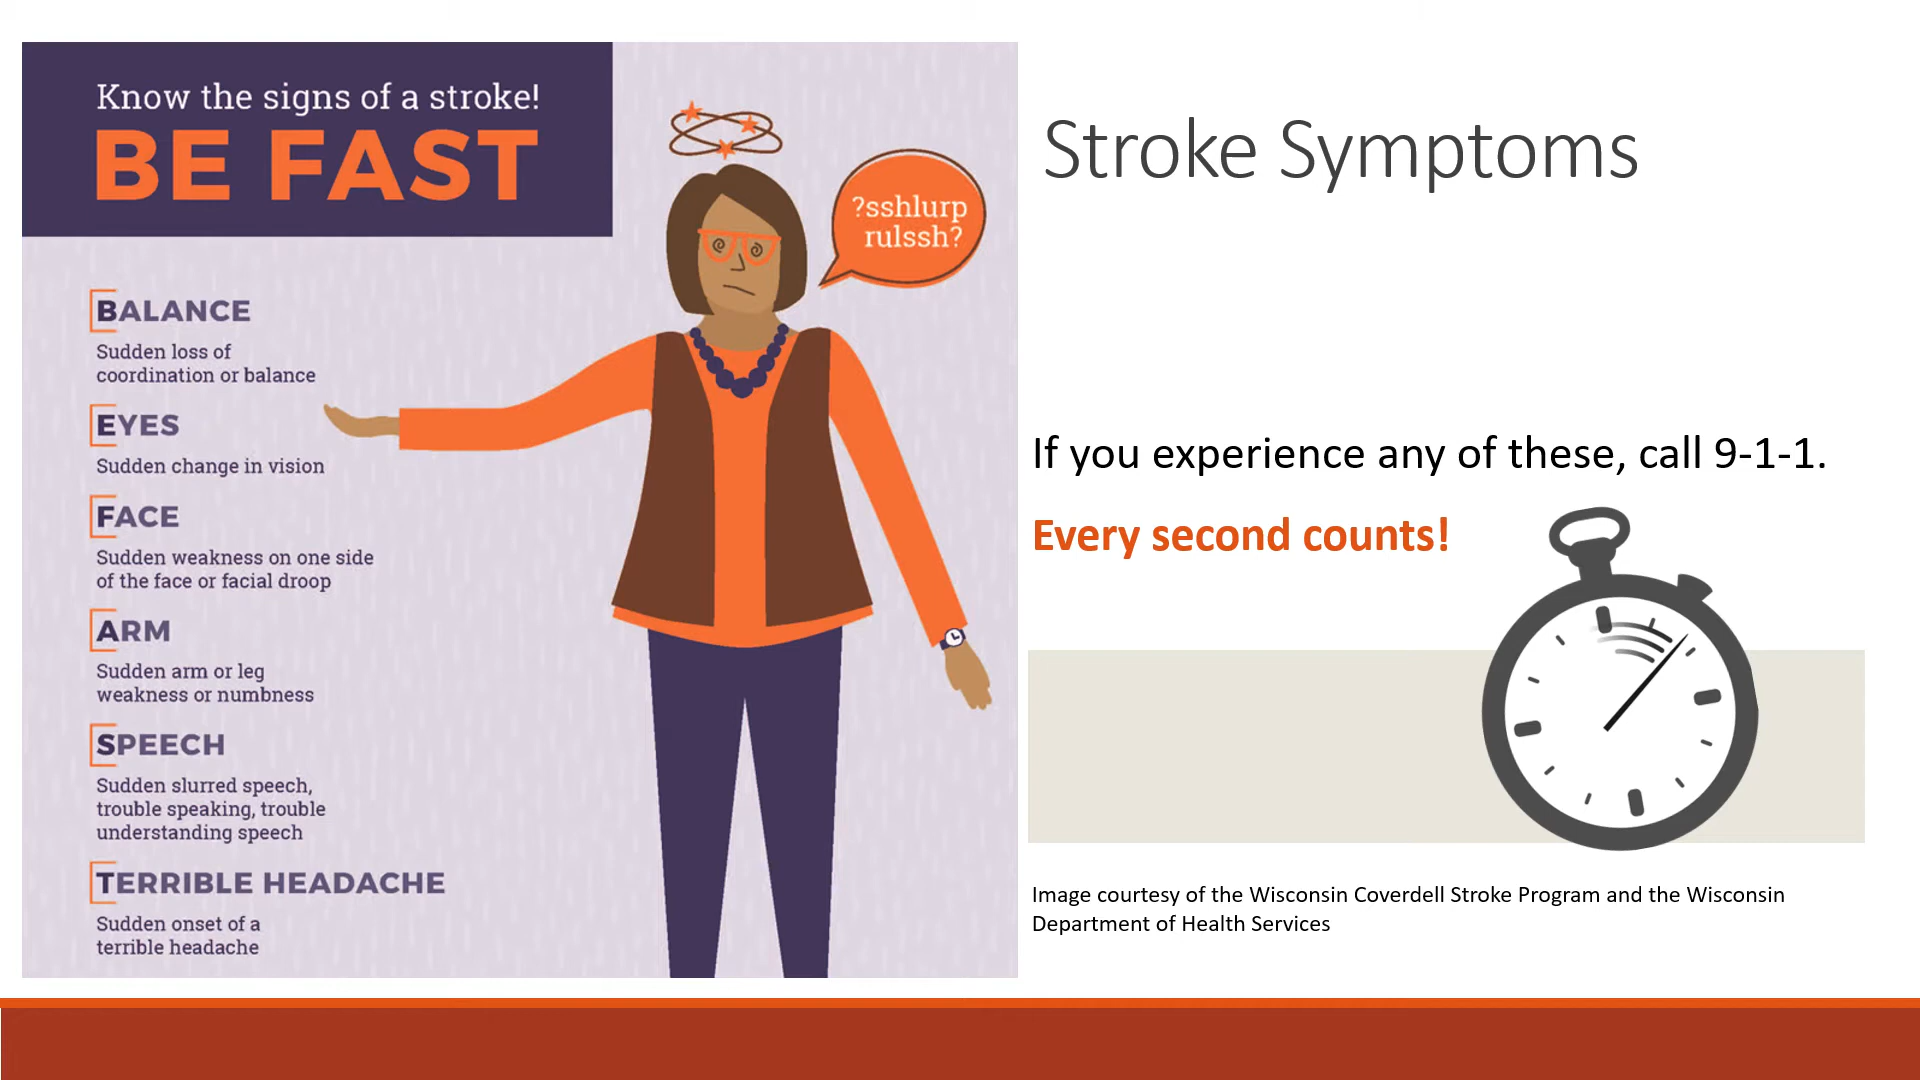 Know the signs of a stroke!
BE FAST
?sshlurp
rulssh?
BALANCE
Sudden loss of
coordination or balance
EYES
Sudden change in vision
FACE
Sudden weakness on one side
of the face or facial droop
ARM
Sudden arm or leg
weakness or numbness
SPEECH
Sudden slurred speech,
trouble speaking, trouble
understanding speech
TERRIBLE HEADACHE
Sudden onset of a
terrible headache
Stroke Symptoms
If you experience any of these, call 9-1-1.
Every second counts!
Image courtesy of the Wisconsin Coverdell Stroke Program and the Wisconsin
Department of Health Services